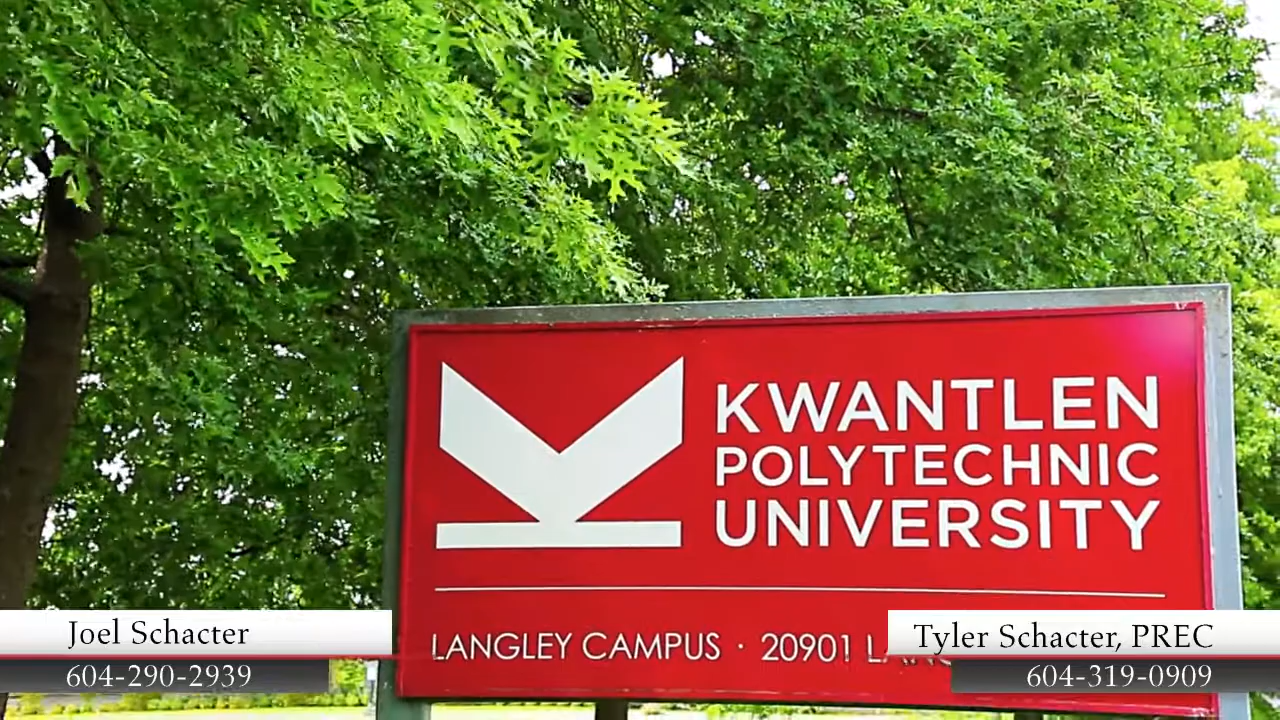 KWANTLEN
POLYTECHNIC
UNIVERSITY
LANGLEY CAMPUS · 20901
Joel Schacter
604-290-2939
Tyler Schacter, PREC
604-319-0909